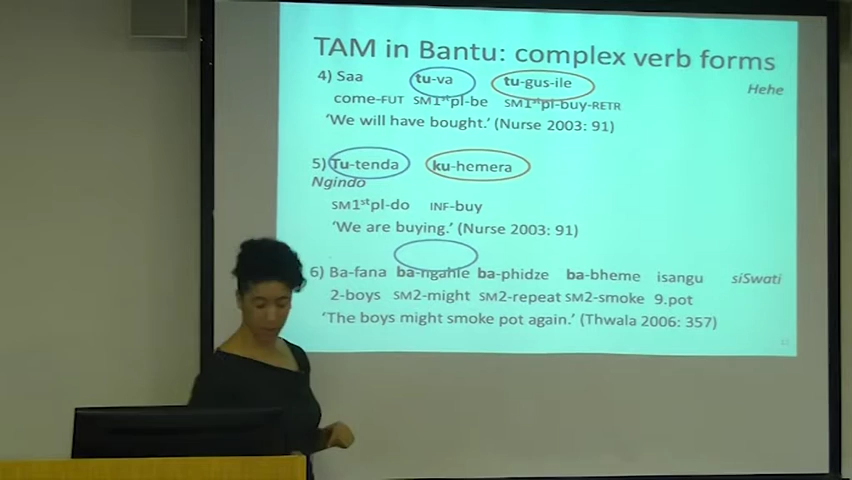 TAM in Bantu: complex verb forms
4) Saa tu-va tu-gus-ile Hehe
come-FUT SM1stpl-be SM1stpl-buy-RETR
'We will have bought.' (Nurse 2003: 91)
5) Tu-tenda ku-hemera
Ngindo
SM1stpl-do INF-buy
'We are buying.' (Nurse 2003: 91)
6) Ba-fana ba-ngahle ba-phidze ba-bheme isangu siSwati
2-boys SM2-might SM2-repeat SM2-smoke 9.pot
'The boys might smoke pot again.' (Thwala 2006: 357)